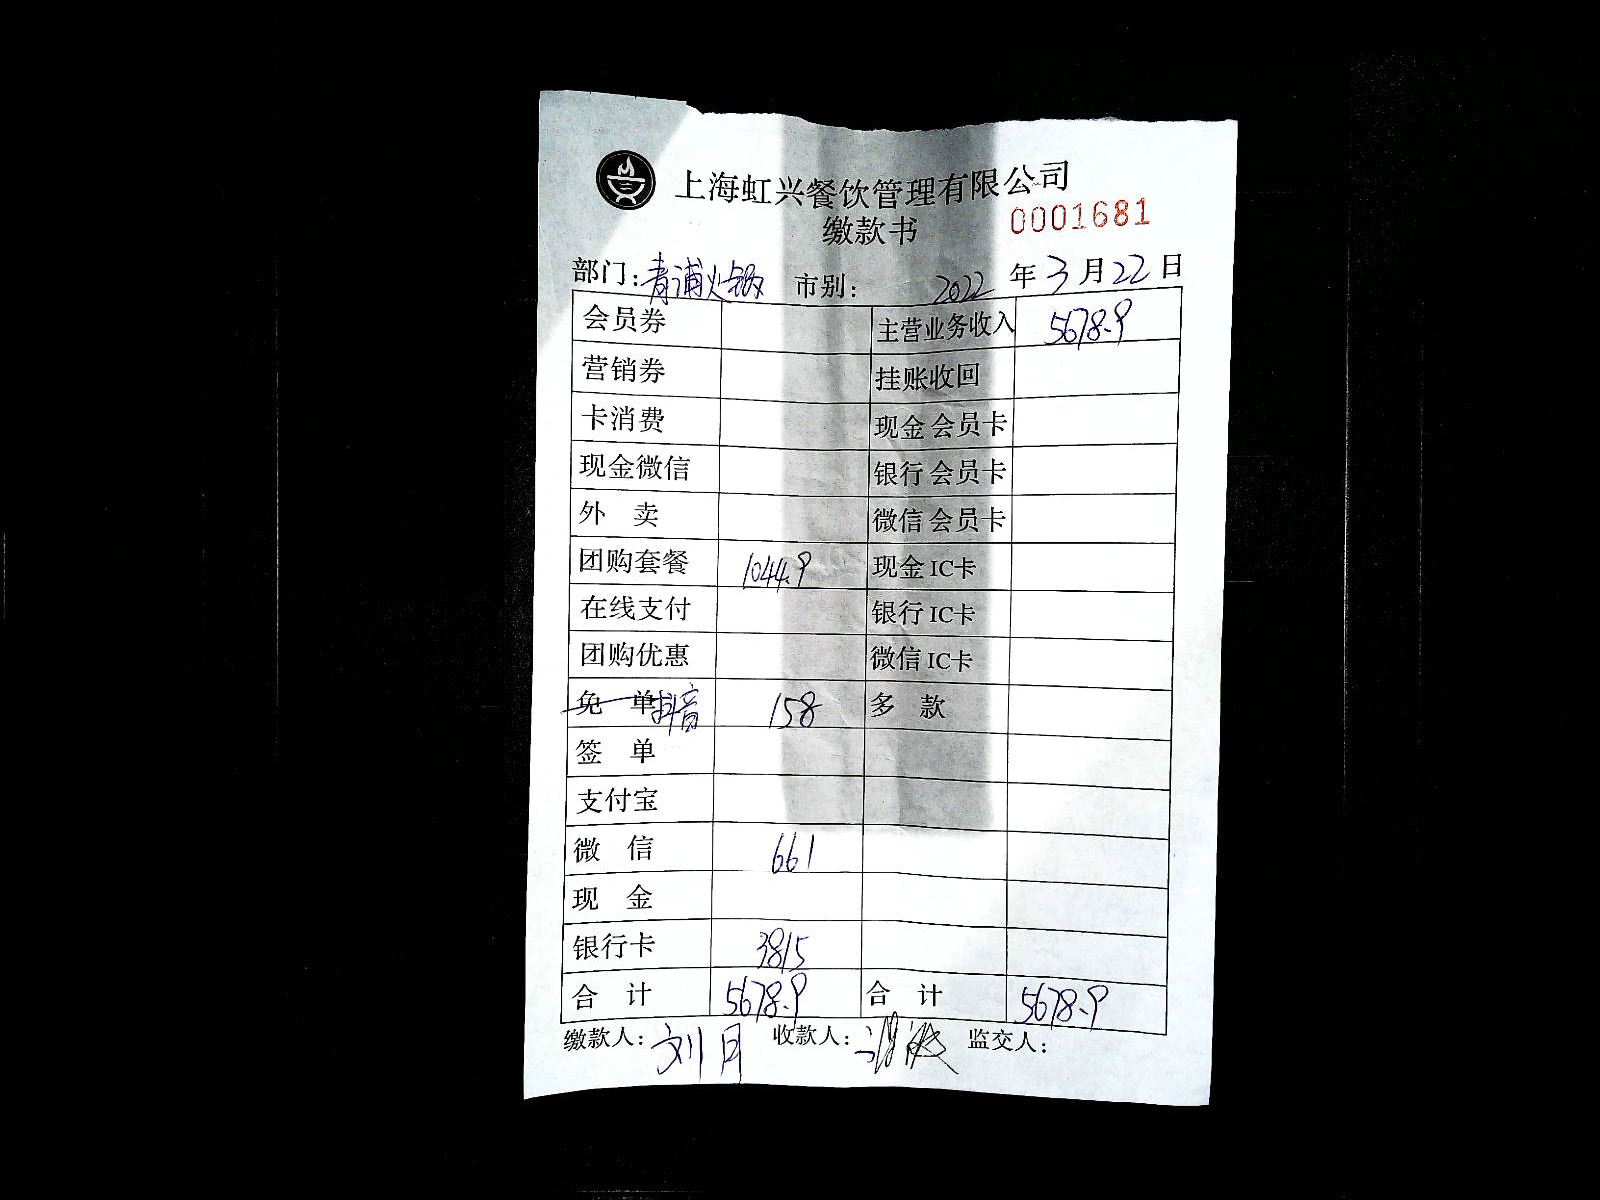 上海虹兴餐饮管理有限公司
缴款书 0001681
部门:青浦火锅 市别: 2022 年 3 月 22 日
会员券 主营业务收入 5678.9
营销券 挂账收回
卡消费 现金会员卡
现金微信 银行会员卡
外 卖 微信会员卡
团购套餐 1044.9 现金IC卡
在线支付 银行IC卡
团购优惠 微信IC卡
免 单 抖音 158 多 款
签 单
支付宝
微 信 661
现 金
银行卡 3815
合 计 5678.9 合 计 5678.9
缴款人: 刘月 收款人: 监交人: